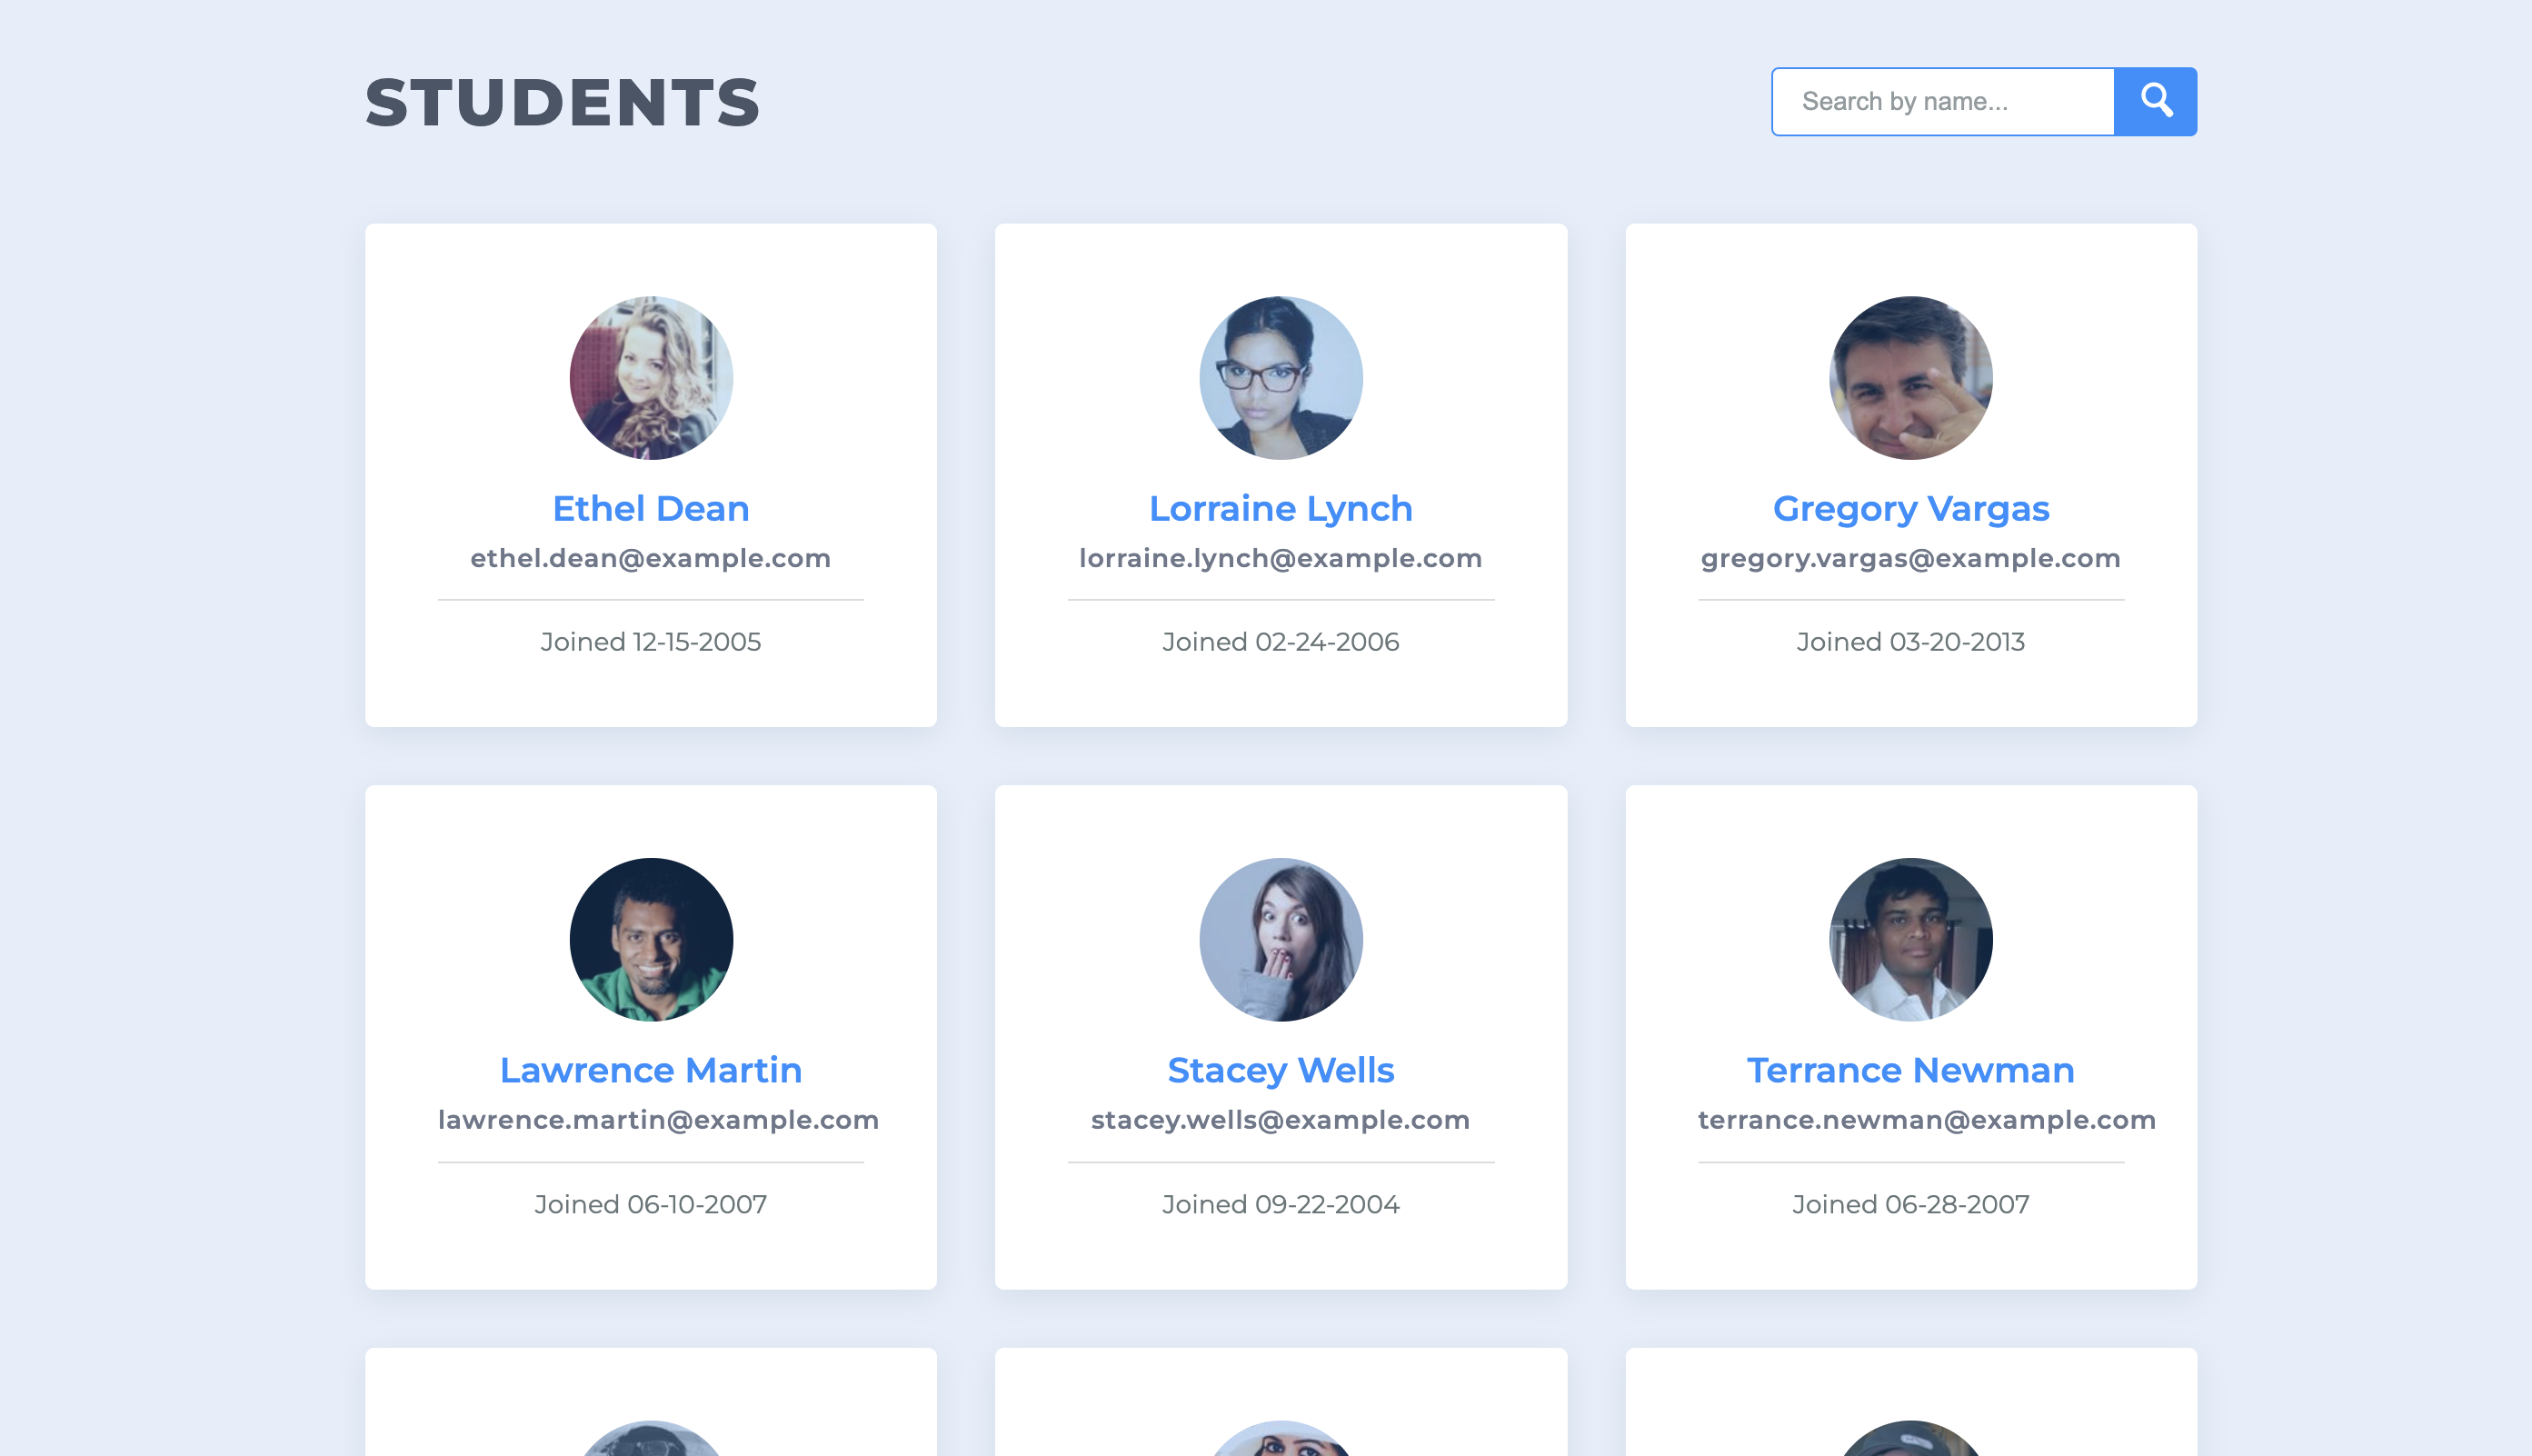 STUDENTS
Search by name...
Ethel Dean
ethel.dean@example.com
Joined 12-15-2005
Lorraine Lynch
lorraine.lynch@example.com
Joined 02-24-2006
Gregory Vargas
gregory.vargas@example.com
Joined 03-20-2013
Lawrence Martin
lawrence.martin@example.com
Joined 06-10-2007
Stacey Wells
stacey.wells@example.com
Joined 09-22-2004
Terrance Newman
terrance.newman@example.com
Joined 06-28-2007